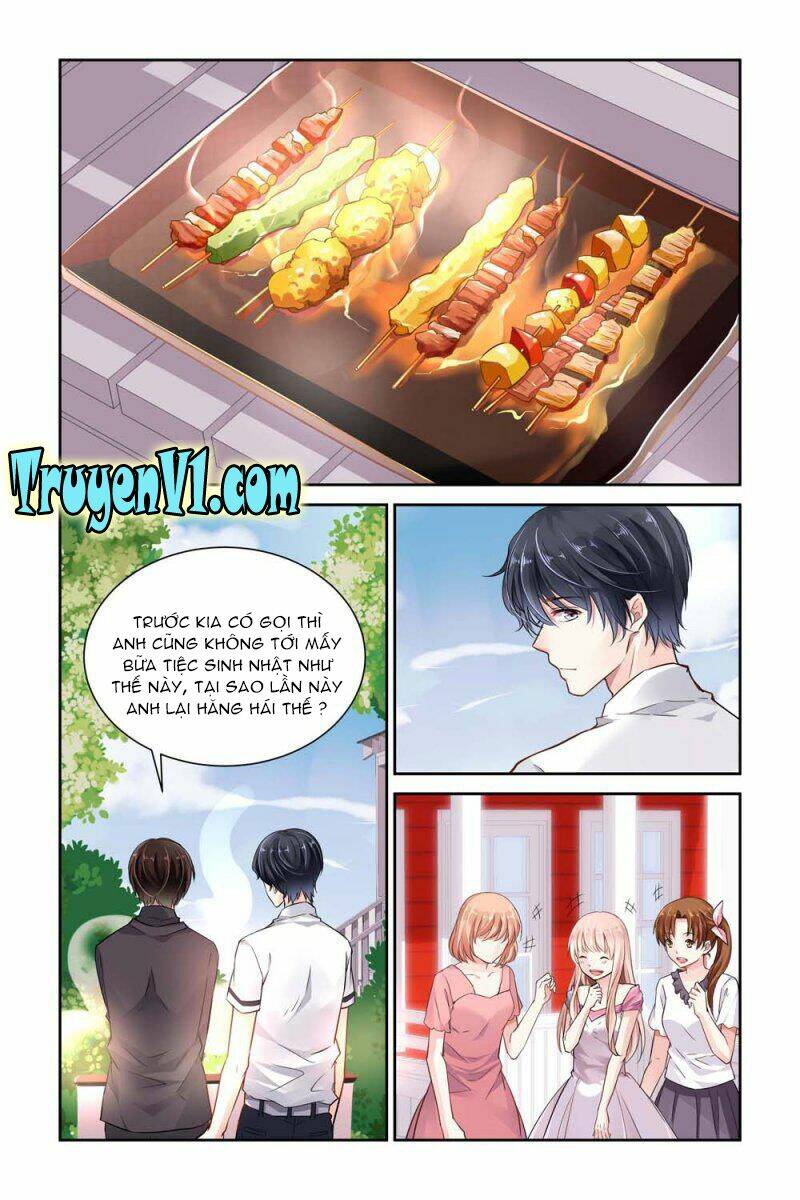 TruyenV1.com
TRƯỚC KIA CÓ GỌI THÌ
ANH CŨNG KHÔNG TỚI MẤY
BỮA TIỆC SINH NHẬT NHƯ
THẾ NÀY, TẠI SAO LẦN NÀY
ANH LẠI HĂNG HÁI THẾ ?